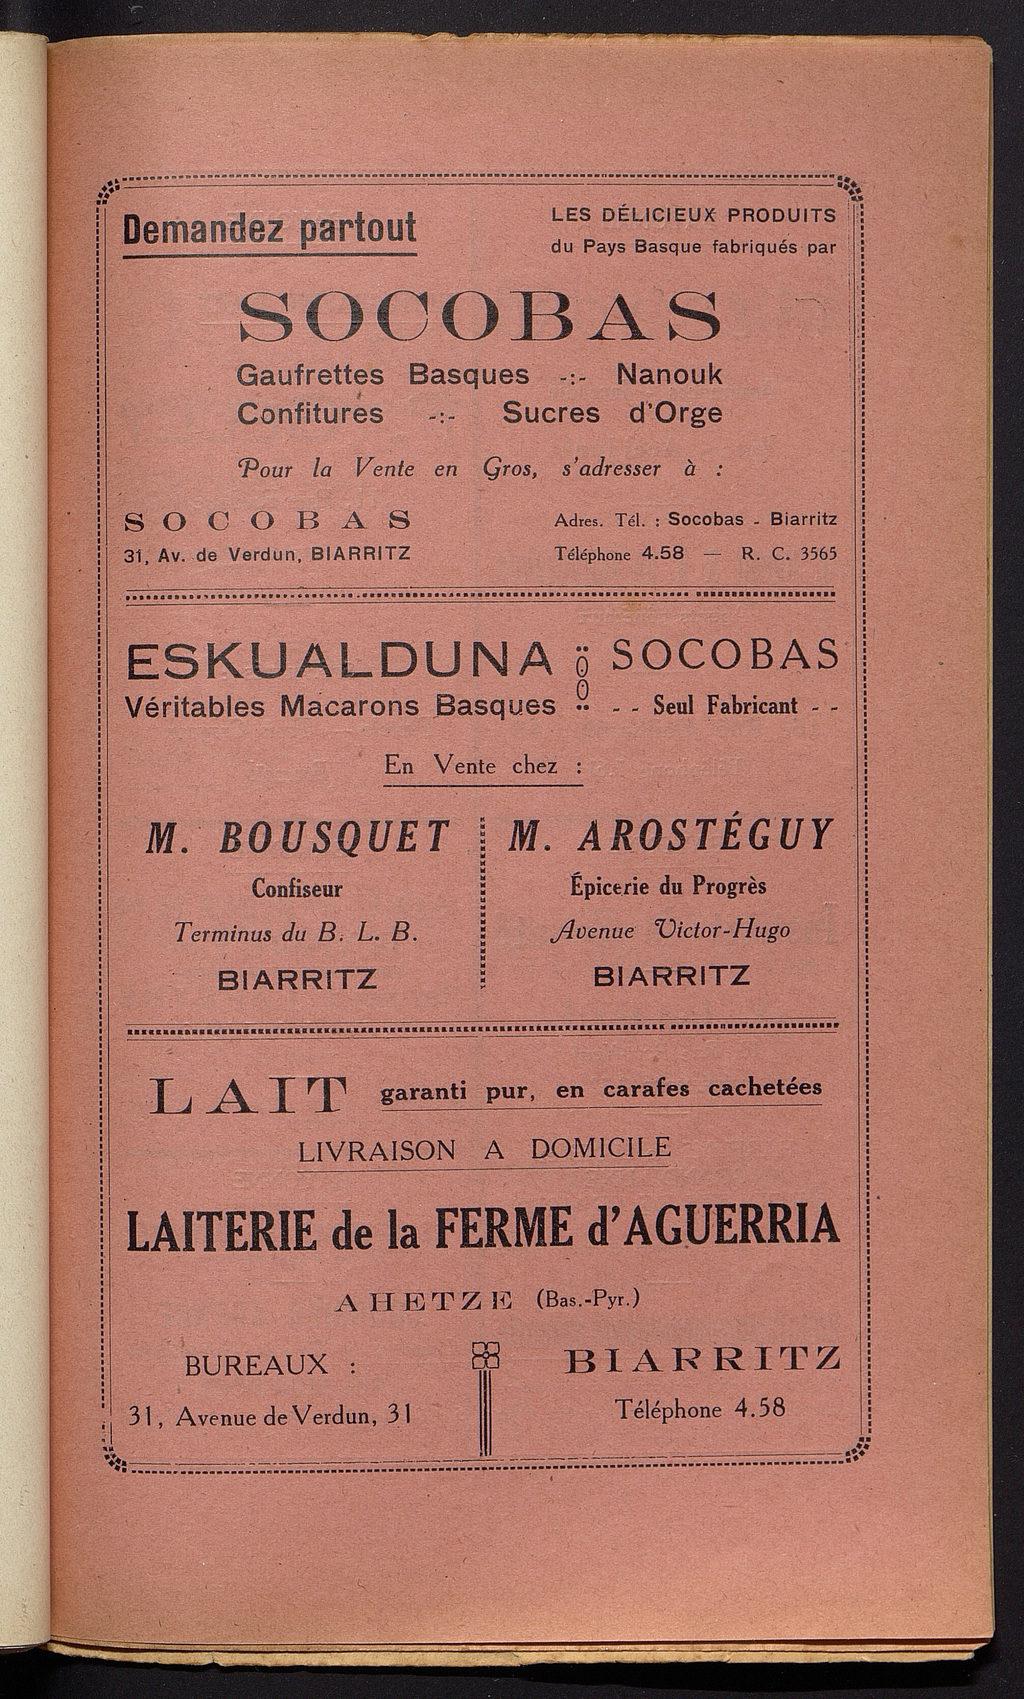 Demandez partout
LES DÉLICIEUX PRODUITS
du Pays Basque fabriqués par
SOCOBAS
Gaufrettes Basques -:- Nanouk
Confitures -:- Sucres d'Orge
Pour la Vente en Gros, s'adresser à :
SOCOBAS
31, Av. de Verdun, BIARRITZ
Adres. Tél. : Socobas - Biarritz
Téléphone 4.58 — R. C. 3565
ESKUALDUNA
Véritables Macarons Basques
SOCOBAS
- - Seul Fabricant - -
En Vente chez :
M. BOUSQUET
Confiseur
Terminus du B. L. B.
BIARRITZ
M. AROSTÉGUY
Épicerie du Progrès
Avenue Victor-Hugo
BIARRITZ
LAIT garanti pur, en carafes cachetées
LIVRAISON A DOMICILE
LAITERIE de la FERME d'AGUERRIA
AHETZE (Bas.-Pyr.)
BUREAUX :
31, Avenue de Verdun, 31
BIARRITZ
Téléphone 4.58